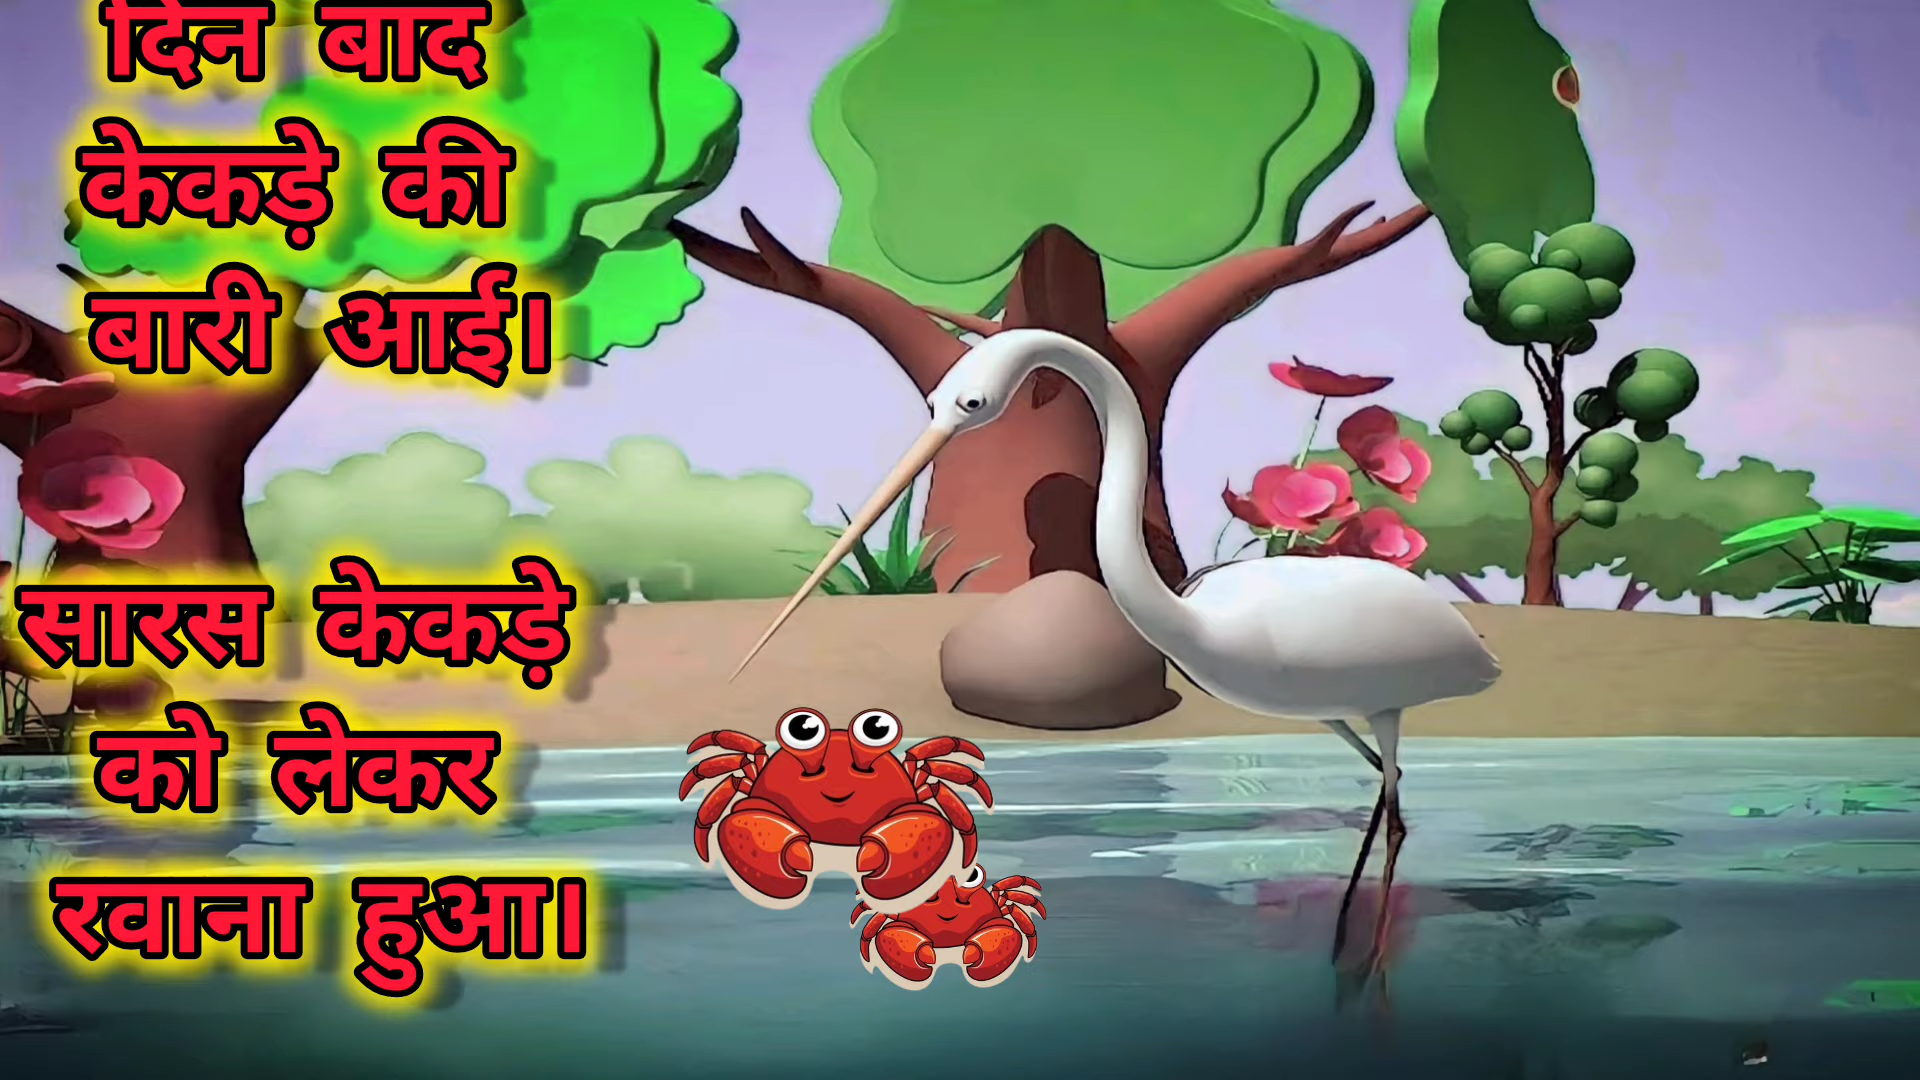 दिन बाद
केकड़े की
बारी आई।
सारस केकड़े
को लेकर
रवाना हुआ।